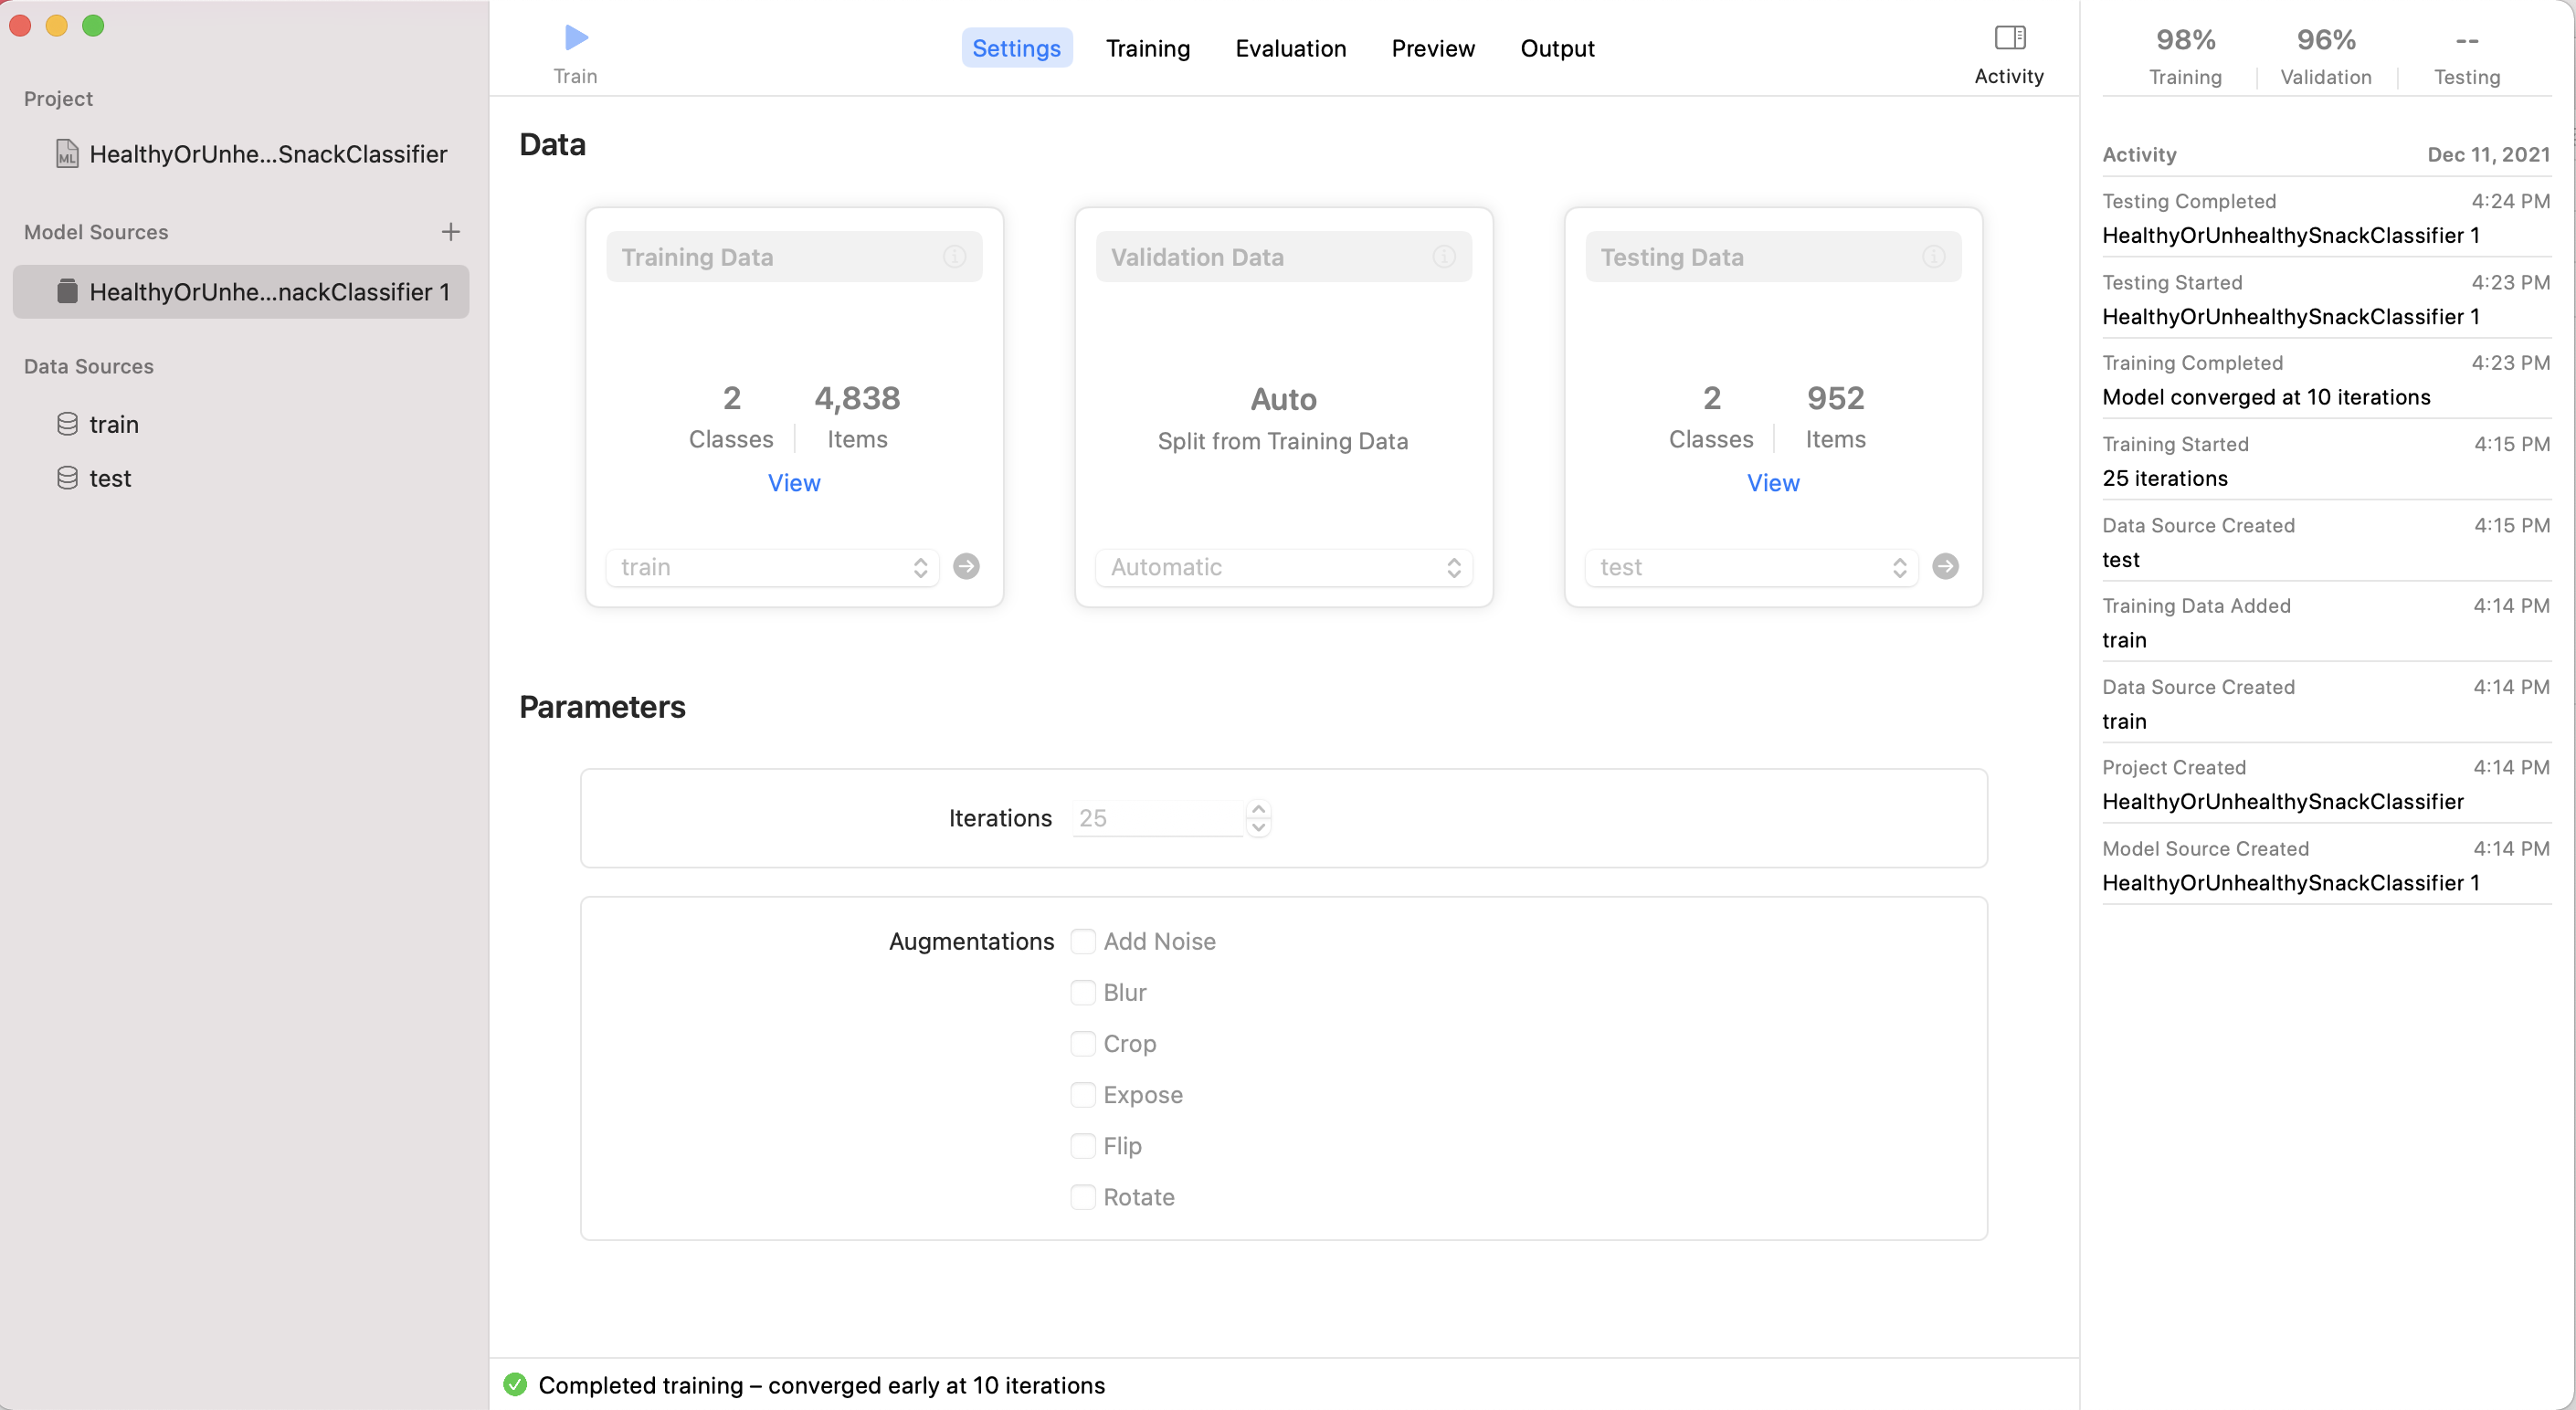 Project
HealthyOrUnhe...SnackClassifier
Model Sources
HealthyOrUnhe...nackClassifier 1
Data Sources
train
test
Train
Settings
Training
Evaluation
Preview
Output
Activity
Data
Training Data
2
4,838
Classes
Items
View
train
Validation Data
Auto
Split from Training Data
Automatic
Testing Data
2
952
Classes
Items
View
test
Parameters
Iterations 25
Augmentations
Add Noise
Blur
Crop
Expose
Flip
Rotate
Completed training – converged early at 10 iterations
98%
96%
--
Training
Validation
Testing
Activity Dec 11, 2021
Testing Completed 4:24 PM
HealthyOrUnhealthySnackClassifier 1
Testing Started 4:23 PM
HealthyOrUnhealthySnackClassifier 1
Training Completed 4:23 PM
Model converged at 10 iterations
Training Started 4:15 PM
25 iterations
Data Source Created 4:15 PM
test
Training Data Added 4:14 PM
train
Data Source Created 4:14 PM
train
Project Created 4:14 PM
HealthyOrUnhealthySnackClassifier
Model Source Created 4:14 PM
HealthyOrUnhealthySnackClassifier 1